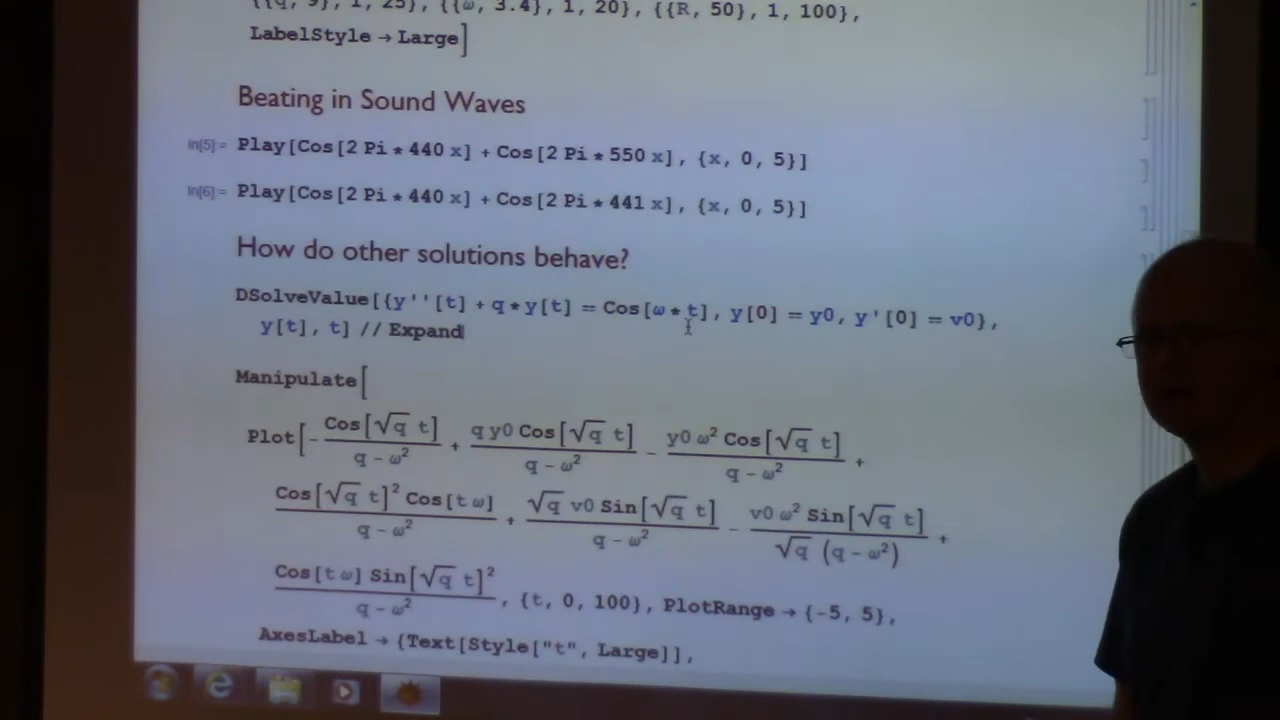 {{q, 9}, 1, 25}, {{ω, 3.4}, 1, 20}, {{R, 50}, 1, 100},
LabelStyle → Large]
Beating in Sound Waves
In[5]:= Play[Cos[2 Pi * 440 x] + Cos[2 Pi * 550 x], {x, 0, 5}]
In[6]:= Play[Cos[2 Pi * 440 x] + Cos[2 Pi * 441 x], {x, 0, 5}]
How do other solutions behave?
DSolveValue[{y''[t] + q * y[t] == Cos[ω * t], y[0] == y0, y'[0] == v0},
y[t], t] // Expand
Manipulate[
Plot[-Cos[√q t]/(q - ω²) + q y0 Cos[√q t]/(q - ω²) - y0 ω² Cos[√q t]/(q - ω²) +
Cos[√q t]² Cos[t ω]/(q - ω²) + √q v0 Sin[√q t]/(q - ω²) - v0 ω² Sin[√q t]/(√q (q - ω²)) +
Cos[t ω] Sin[√q t]²/(q - ω²), {t, 0, 100}, PlotRange → {-5, 5},
AxesLabel → {Text[Style["t", Large]],